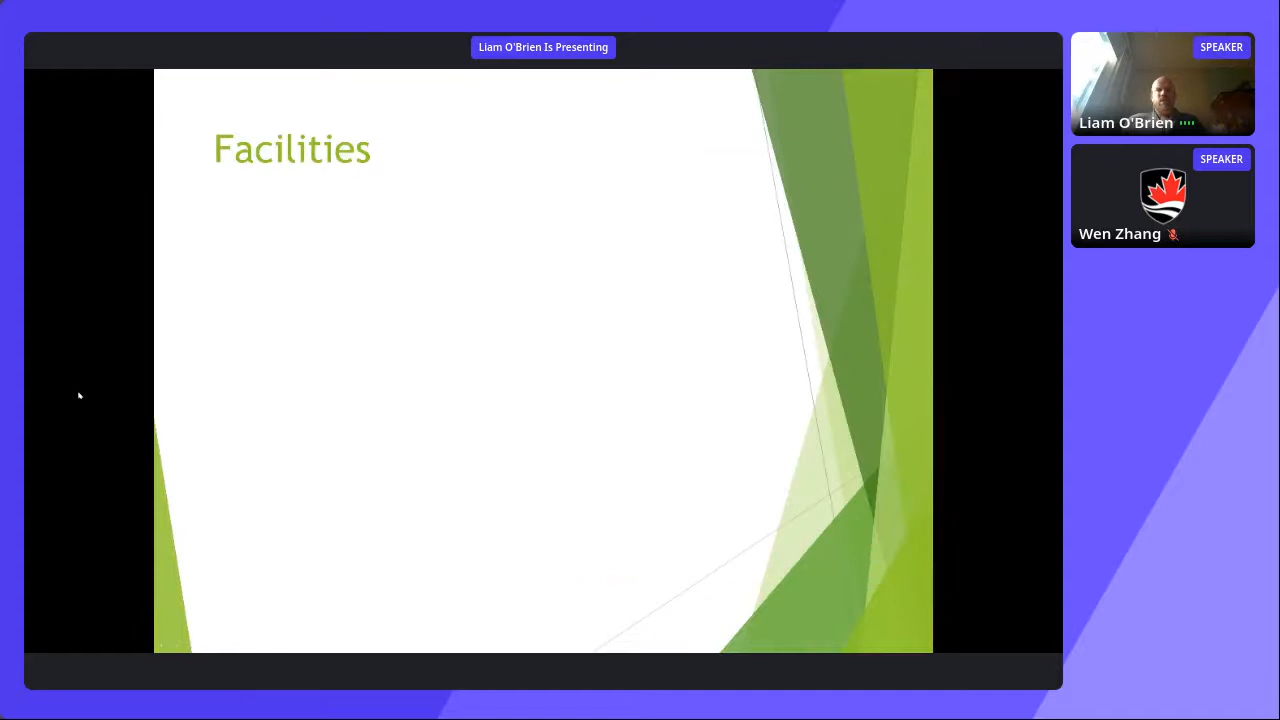 Liam O'Brien Is Presenting
SPEAKER
Liam O'Brien
Facilities
SPEAKER
Wen Zhang